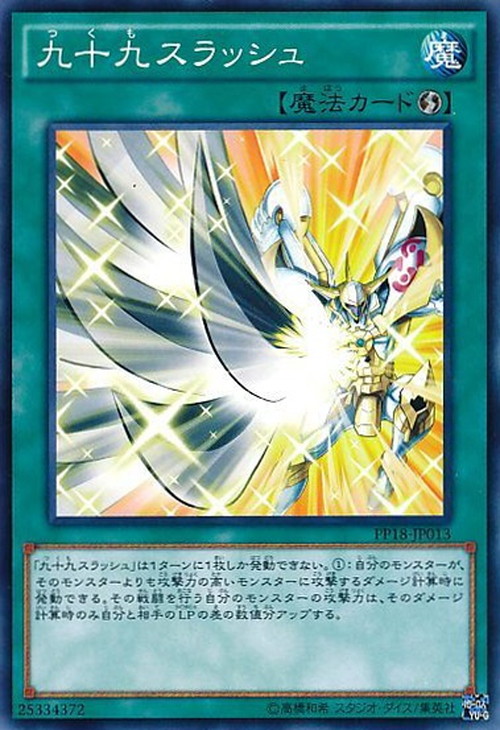 つくも
九十九スラッシュ
魔
まほう
【魔法カード】
PP18-JP013
「九十九スラッシュ」は1ターンに1枚しか発動できない。①：自分のモンスターが、
そのモンスターよりも攻撃力の高いモンスターに攻撃するダメージ計算時に
発動できる。その戦闘を行う自分のモンスターの攻撃力は、そのダメージ
計算時のみ自分と相手のLPの差の数値分アップする。
25334372
©高橋和希 スタジオ・ダイス/集英社